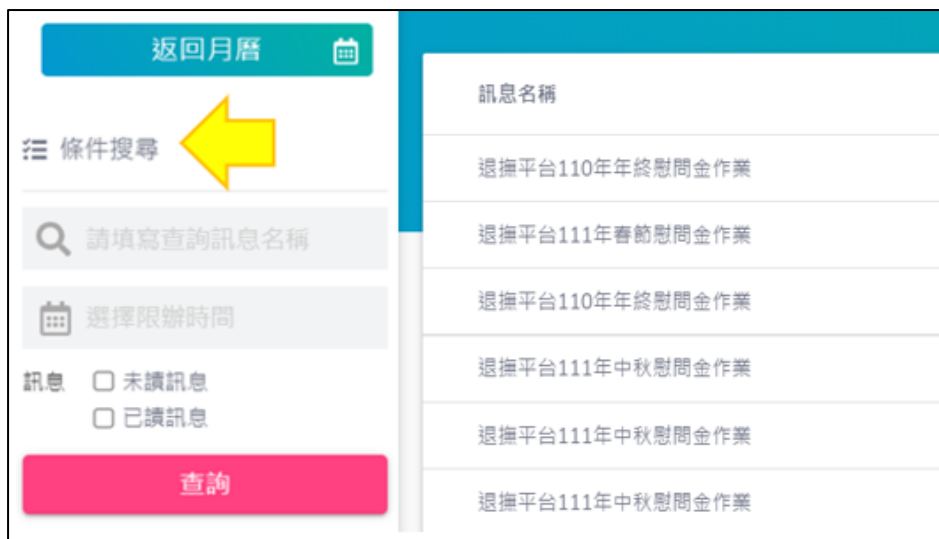 返回月曆
條件搜尋
請填寫查詢訊息名稱
選擇限辦時間
訊息 未讀訊息
已讀訊息
查詢
訊息名稱
退撫平台110年年終慰問金作業
退撫平台111年春節慰問金作業
退撫平台110年年終慰問金作業
退撫平台111年中秋慰問金作業
退撫平台111年中秋慰問金作業
退撫平台111年中秋慰問金作業